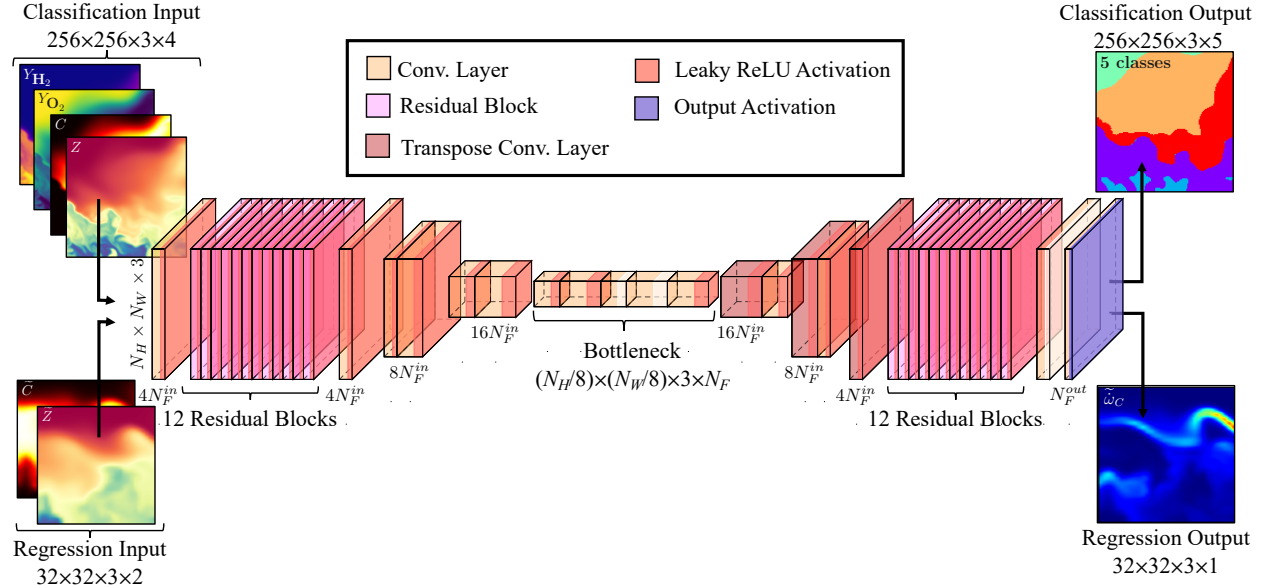 Classification Input
256×256×3×4
Y_H₂
Y_O₂
C
Z
Conv. Layer
Residual Block
Transpose Conv. Layer
Leaky ReLU Activation
Output Activation
Classification Output
256×256×3×5
5 classes
N_H × N_W × 3
4N_F^{in}
12 Residual Blocks
4N_F^{in}
8N_F^{in}
16N_F^{in}
Bottleneck
(N_H/8)×(N_W/8)×3×N_F
16N_F^{in}
8N_F^{in}
4N_F^{in}
12 Residual Blocks
N_F^{out}
C̃
Z̃
Regression Input
32×32×3×2
ω̃_C
Regression Output
32×32×3×1